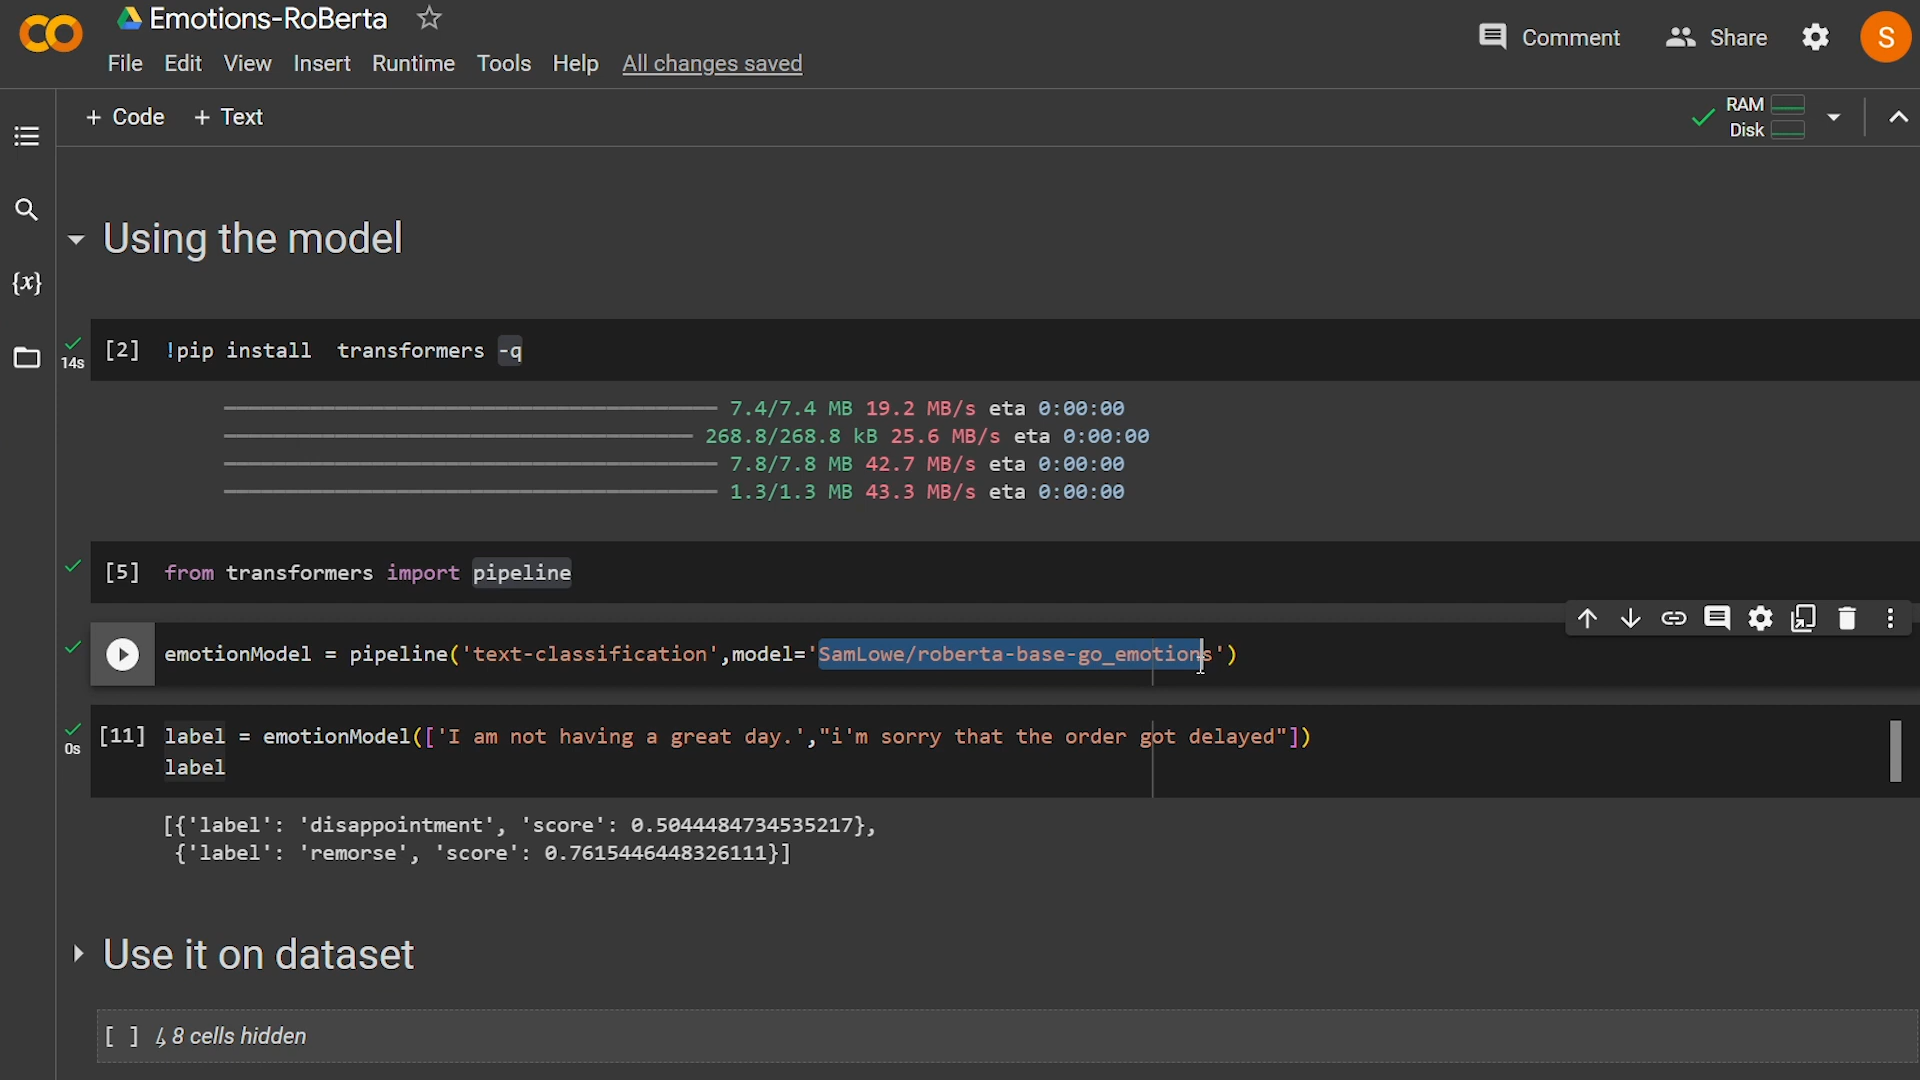 Emotions-RoBerta
Comment
Share
S
File Edit View Insert Runtime Tools Help All changes saved
+ Code + Text
RAM
Disk
Using the model
{x}
14s
[2] !pip install  transformers -q
7.4/7.4 MB 19.2 MB/s eta 0:00:00
268.8/268.8 kB 25.6 MB/s eta 0:00:00
7.8/7.8 MB 42.7 MB/s eta 0:00:00
1.3/1.3 MB 43.3 MB/s eta 0:00:00
[5] from transformers import pipeline
emotionModel = pipeline('text-classification',model='SamLowe/roberta-base-go_emotions')
0s
[11] label = emotionModel(['I am not having a great day.',"i'm sorry that the order got delayed"])
label
[{'label': 'disappointment', 'score': 0.5044484734535217},
{'label': 'remorse', 'score': 0.7615446448326111}]
Use it on dataset
[ ] ↳ 8 cells hidden